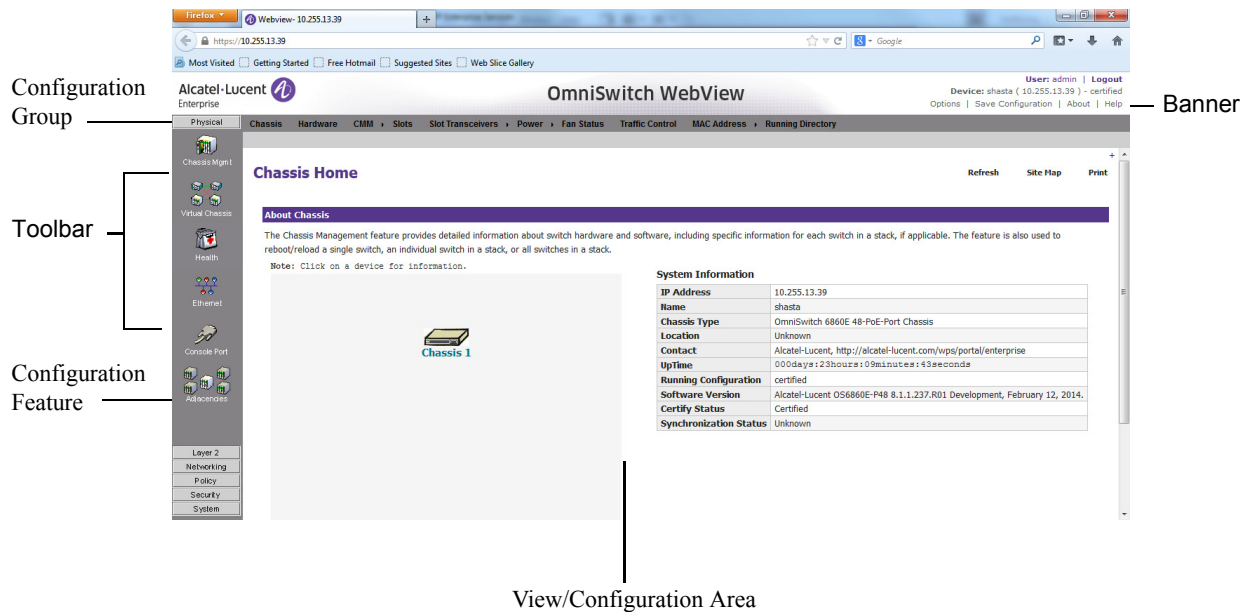 Firefox
Webview- 10.255.13.39
https://10.255.13.39
Google
Most Visited Getting Started Free Hotmail Suggested Sites Web Slice Gallery
Alcatel·Lucent
Enterprise
OmniSwitch WebView
User: admin | Logout
Device: shasta ( 10.255.13.39 ) - certified
Options | Save Configuration | About | Help
Banner
Configuration
Group
Physical
Chassis Hardware CMM Slots Slot Transceivers Power Fan Status Traffic Control MAC Address Running Directory
Chassis Mgmt
Virtual Chassis
Health
Ethernet
Console Port
Adjacencies
Toolbar
Configuration
Feature
Layer 2
Networking
Policy
Security
System
Chassis Home
Refresh Site Map Print
About Chassis
The Chassis Management feature provides detailed information about switch hardware and software, including specific information for each switch in a stack, if applicable. The feature is also used to
reboot/reload a single switch, an individual switch in a stack, or all switches in a stack.
Note: Click on a device for information.
Chassis 1
System Information
IP Address 10.255.13.39
Name shasta
Chassis Type OmniSwitch 6860E 48-PoE-Port Chassis
Location Unknown
Contact Alcatel-Lucent, http://alcatel-lucent.com/wps/portal/enterprise
UpTime 000days:23hours:09minutes:43seconds
Running Configuration certified
Software Version Alcatel-Lucent OS6860E-P48 8.1.1.237.R01 Development, February 12, 2014.
Certify Status Certified
Synchronization Status Unknown
View/Configuration Area